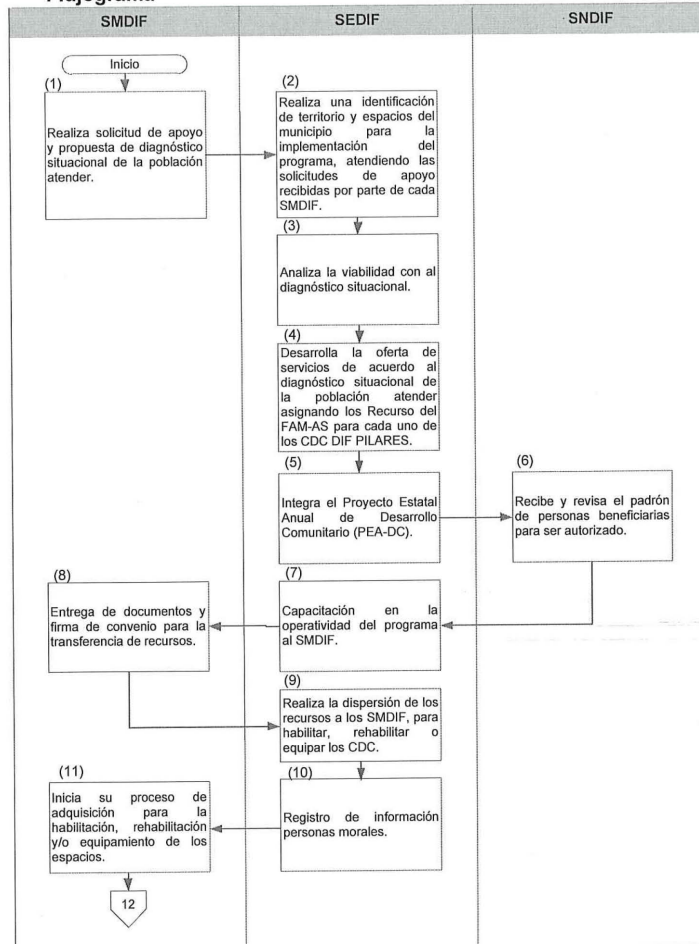 Flujograma
SMDIF
SEDIF
SNDIF
Inicio
(1)
Realiza solicitud de apoyo
y propuesta de diagnóstico
situacional de la población
atender.
(2)
Realiza una identificación
de territorio y espacios del
municipio para la
implementación del
programa, atendiendo las
solicitudes de apoyo
recibidas por parte de cada
SMDIF.
(3)
Analiza la viabilidad con al
diagnóstico situacional.
(4)
Desarrolla la oferta de
servicios de acuerdo al
diagnóstico situacional de
la población atender
asignando los Recurso del
FAM-AS para cada uno de
los CDC DIF PILARES.
(5)
Integra el Proyecto Estatal
Anual de Desarrollo
Comunitario (PEA-DC).
(6)
Recibe y revisa el padrón
de personas beneficiarias
para ser autorizado.
(7)
Capacitación en la
operatividad del programa
al SMDIF.
(8)
Entrega de documentos y
firma de convenio para la
transferencia de recursos.
(9)
Realiza la dispersión de los
recursos a los SMDIF, para
habilitar, rehabilitar o
equipar los CDC.
(10)
Registro de información
personas morales.
(11)
Inicia su proceso de
adquisición para la
habilitación, rehabilitación
y/o equipamiento de los
espacios.
12